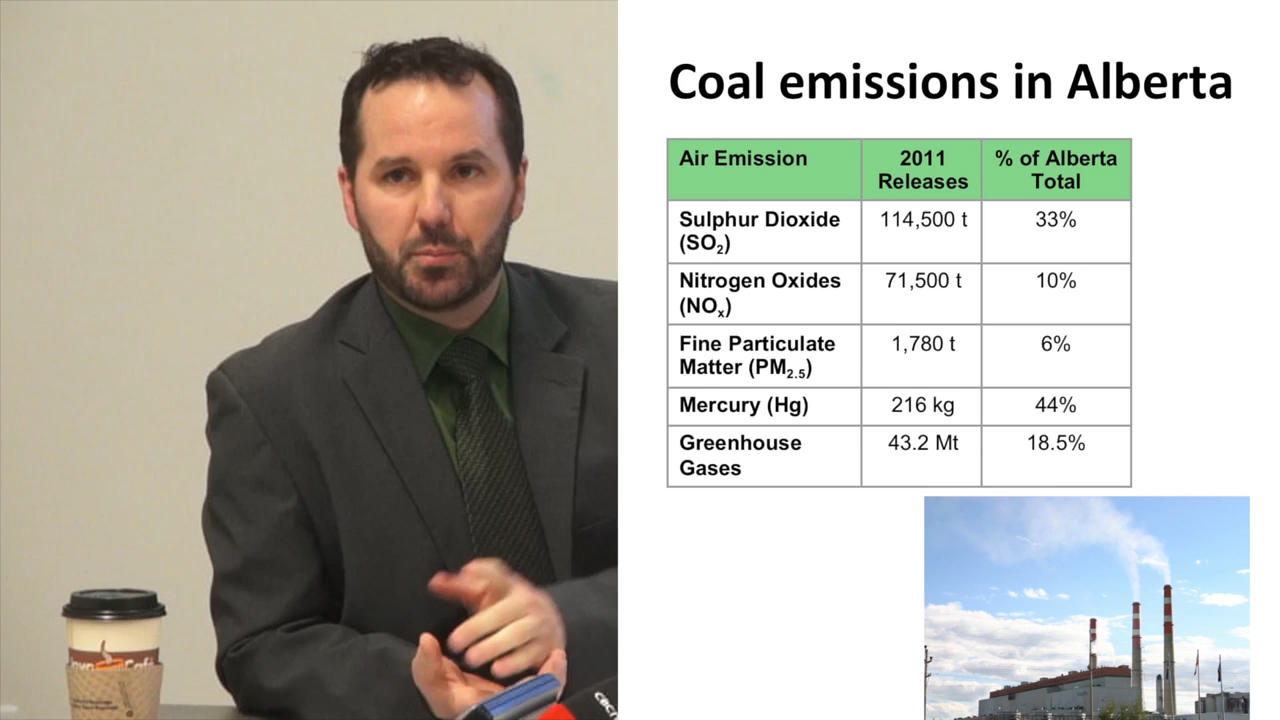 Coal emissions in Alberta
Air Emission
2011
Releases
% of Alberta
Total
Sulphur Dioxide
(SO₂)
114,500 t
33%
Nitrogen Oxides
(NOₓ)
71,500 t
10%
Fine Particulate
Matter (PM₂.₅)
1,780 t
6%
Mercury (Hg)
216 kg
44%
Greenhouse
Gases
43.2 Mt
18.5%
Java Café